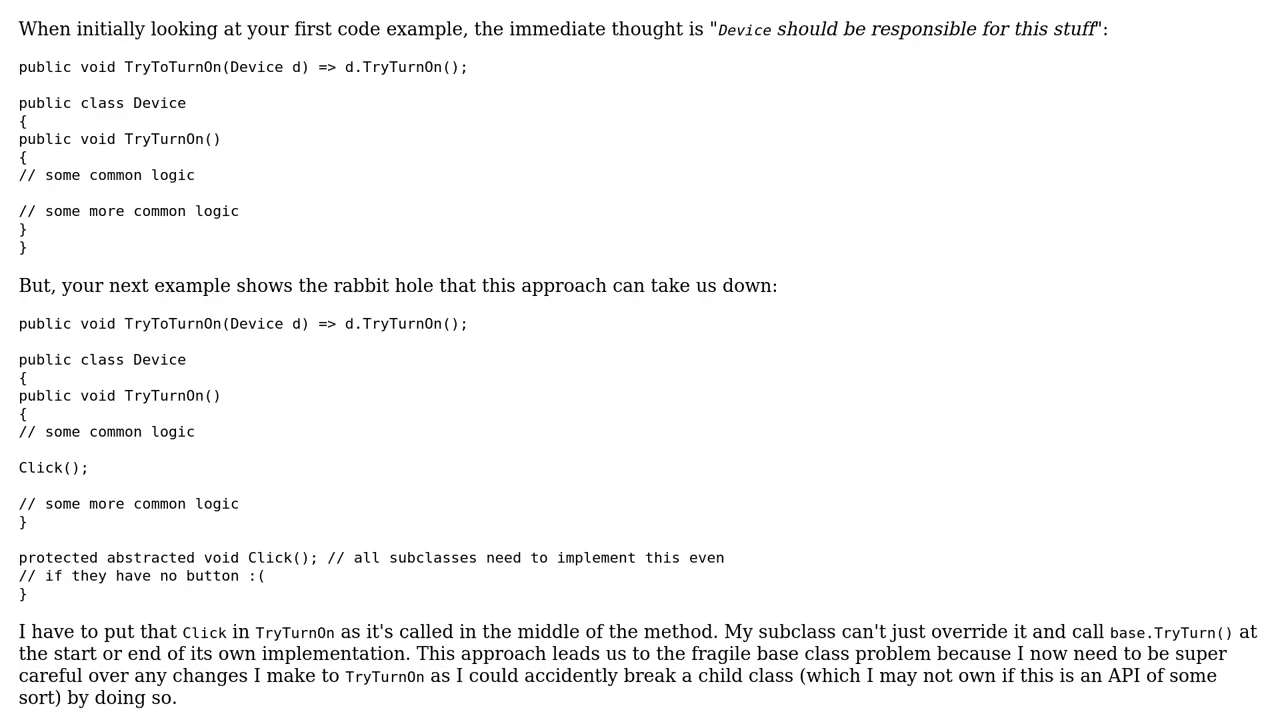 When initially looking at your first code example, the immediate thought is "Device should be responsible for this stuff":
public void TryToTurnOn(Device d) => d.TryTurnOn();
public class Device
{
public void TryTurnOn()
{
// some common logic
// some more common logic
}
}
But, your next example shows the rabbit hole that this approach can take us down:
public void TryToTurnOn(Device d) => d.TryTurnOn();
public class Device
{
public void TryTurnOn()
{
// some common logic
Click();
// some more common logic
}
protected abstracted void Click(); // all subclasses need to implement this even
// if they have no button :(
}
I have to put that Click in TryTurnOn as it's called in the middle of the method. My subclass can't just override it and call base.TryTurn() at
the start or end of its own implementation. This approach leads us to the fragile base class problem because I now need to be super
careful over any changes I make to TryTurnOn as I could accidently break a child class (which I may not own if this is an API of some
sort) by doing so.